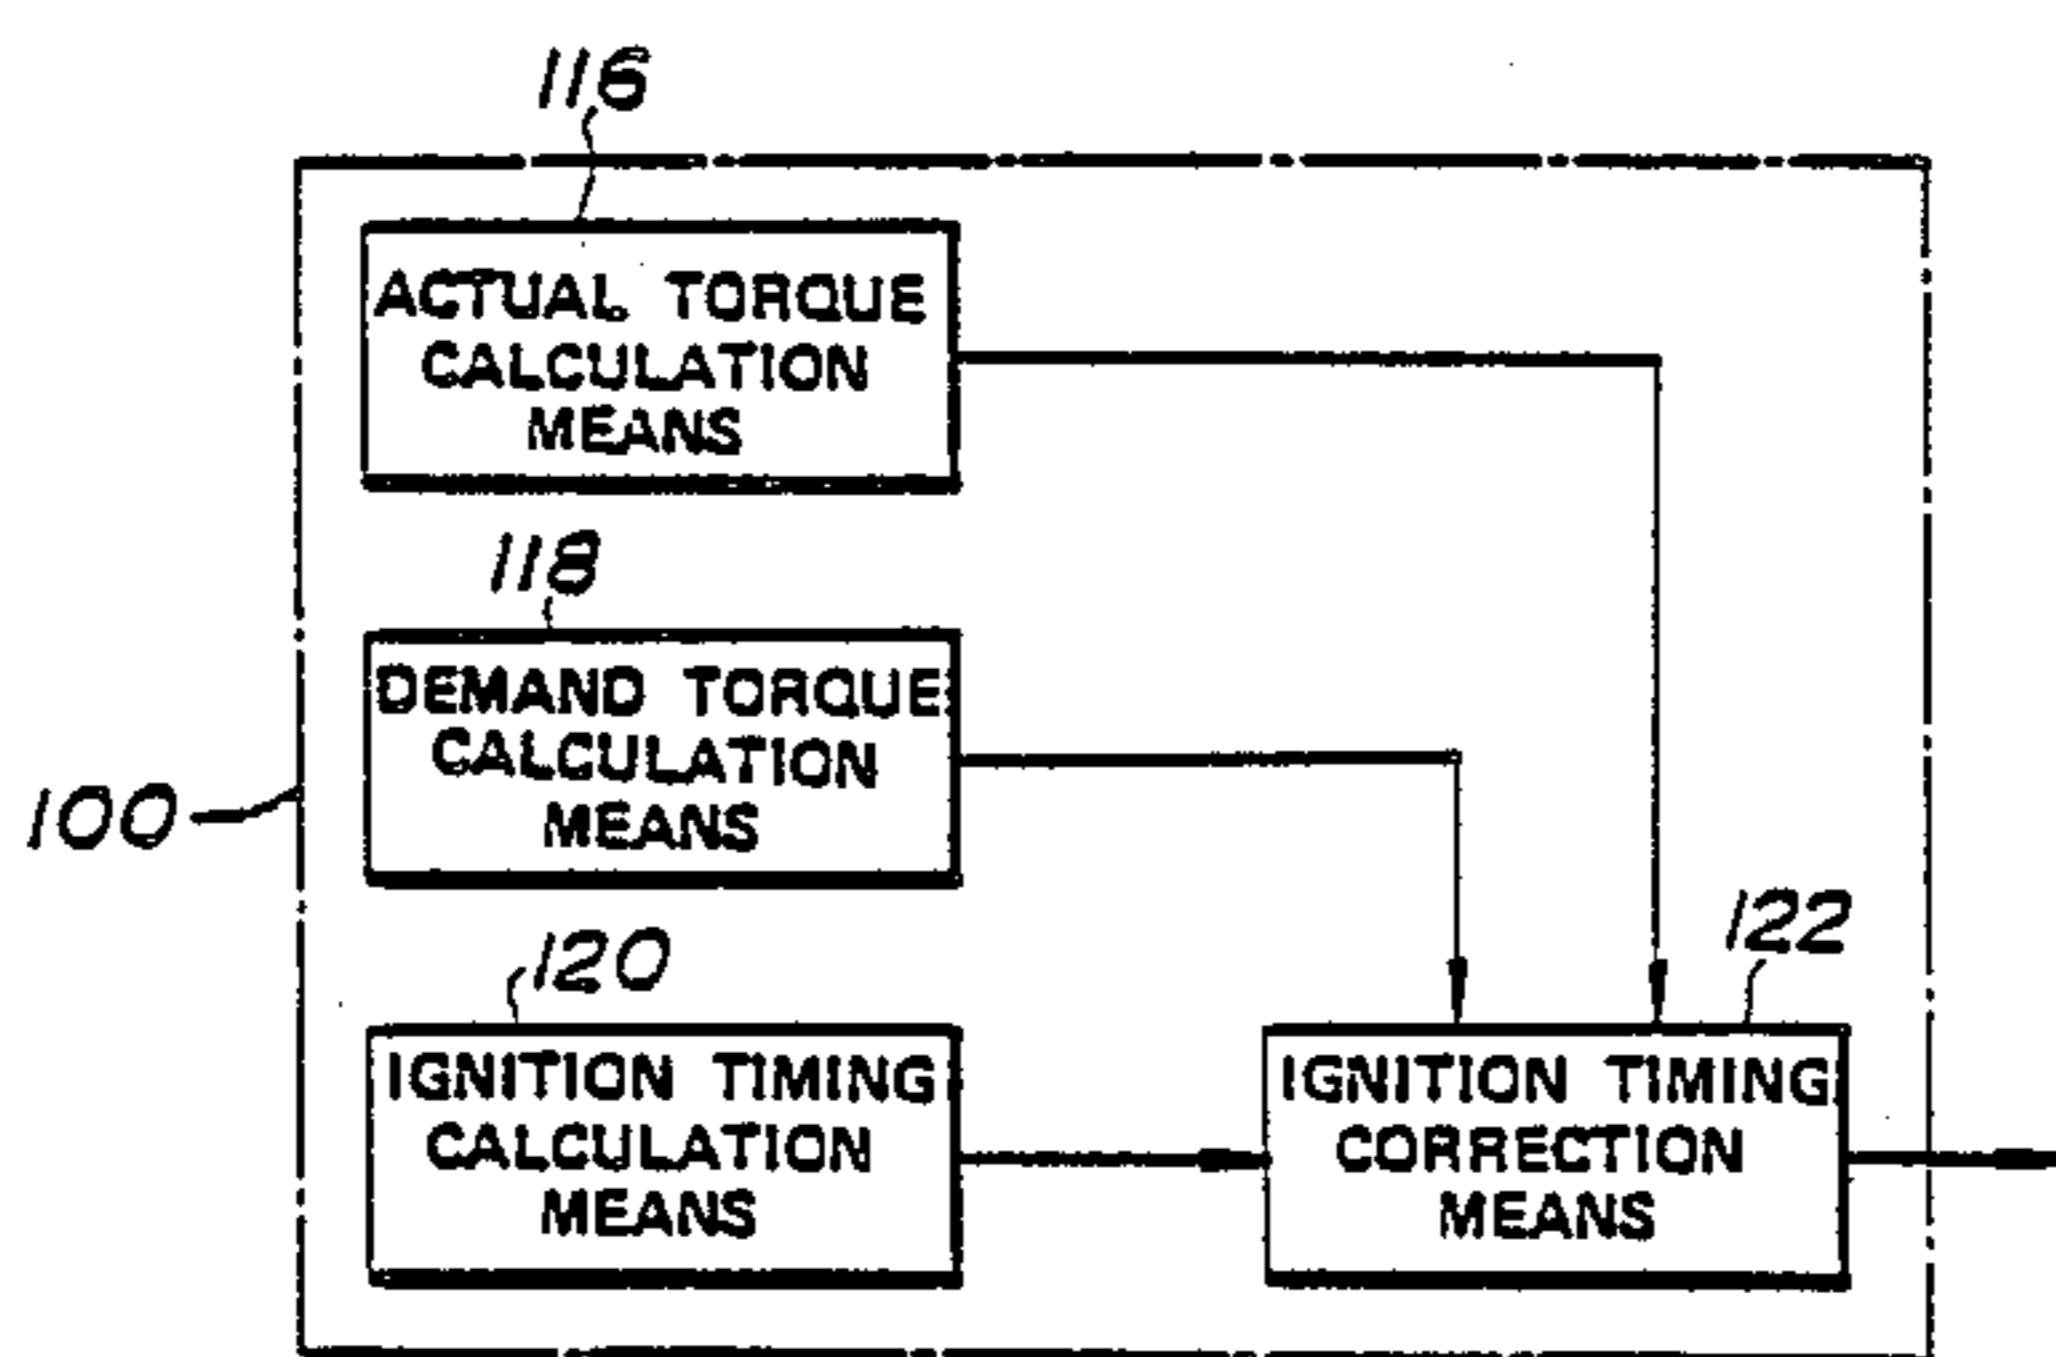 116
ACTUAL TORQUE
CALCULATION
MEANS
118
DEMAND TORQUE
CALCULATION
MEANS
100
120
IGNITION TIMING
CALCULATION
MEANS
122
IGNITION TIMING
CORRECTION
MEANS